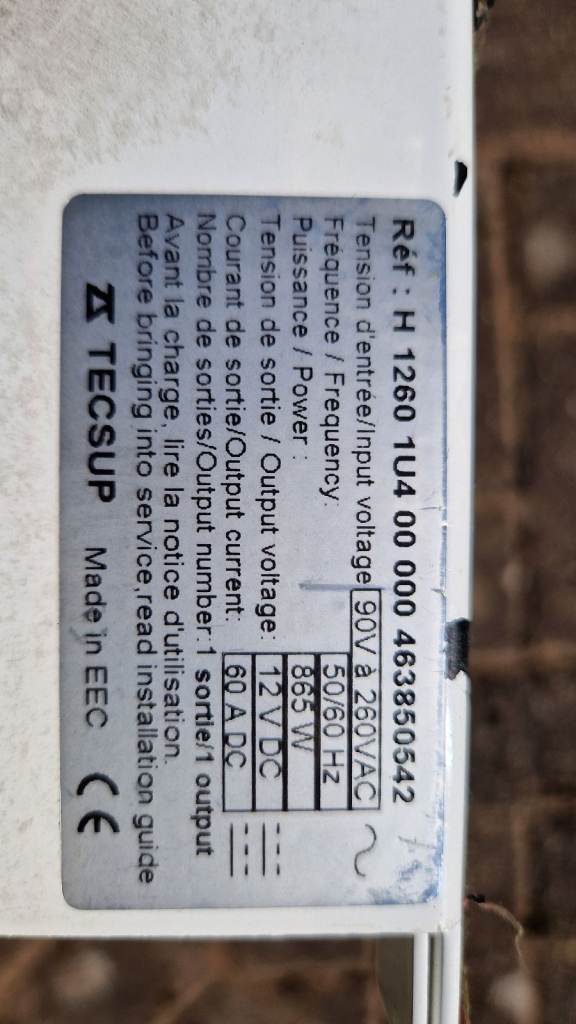 Réf : H 1260 1U4 00 000 463850542
Tension d'entrée/Input voltage 90V à 260VAC
Fréquence / Frequency: 50/60 Hz
Puissance / Power : 865 W
Tension de sortie / Output voltage: 12 V DC
Courant de sortie/Output current: 60 A DC
Nombre de sorties/Output number:1 sortie/1 output
Avant la charge, lire la notice d'utilisation.
Before bringing into service,read installation guide
TECSUP Made in EEC CE